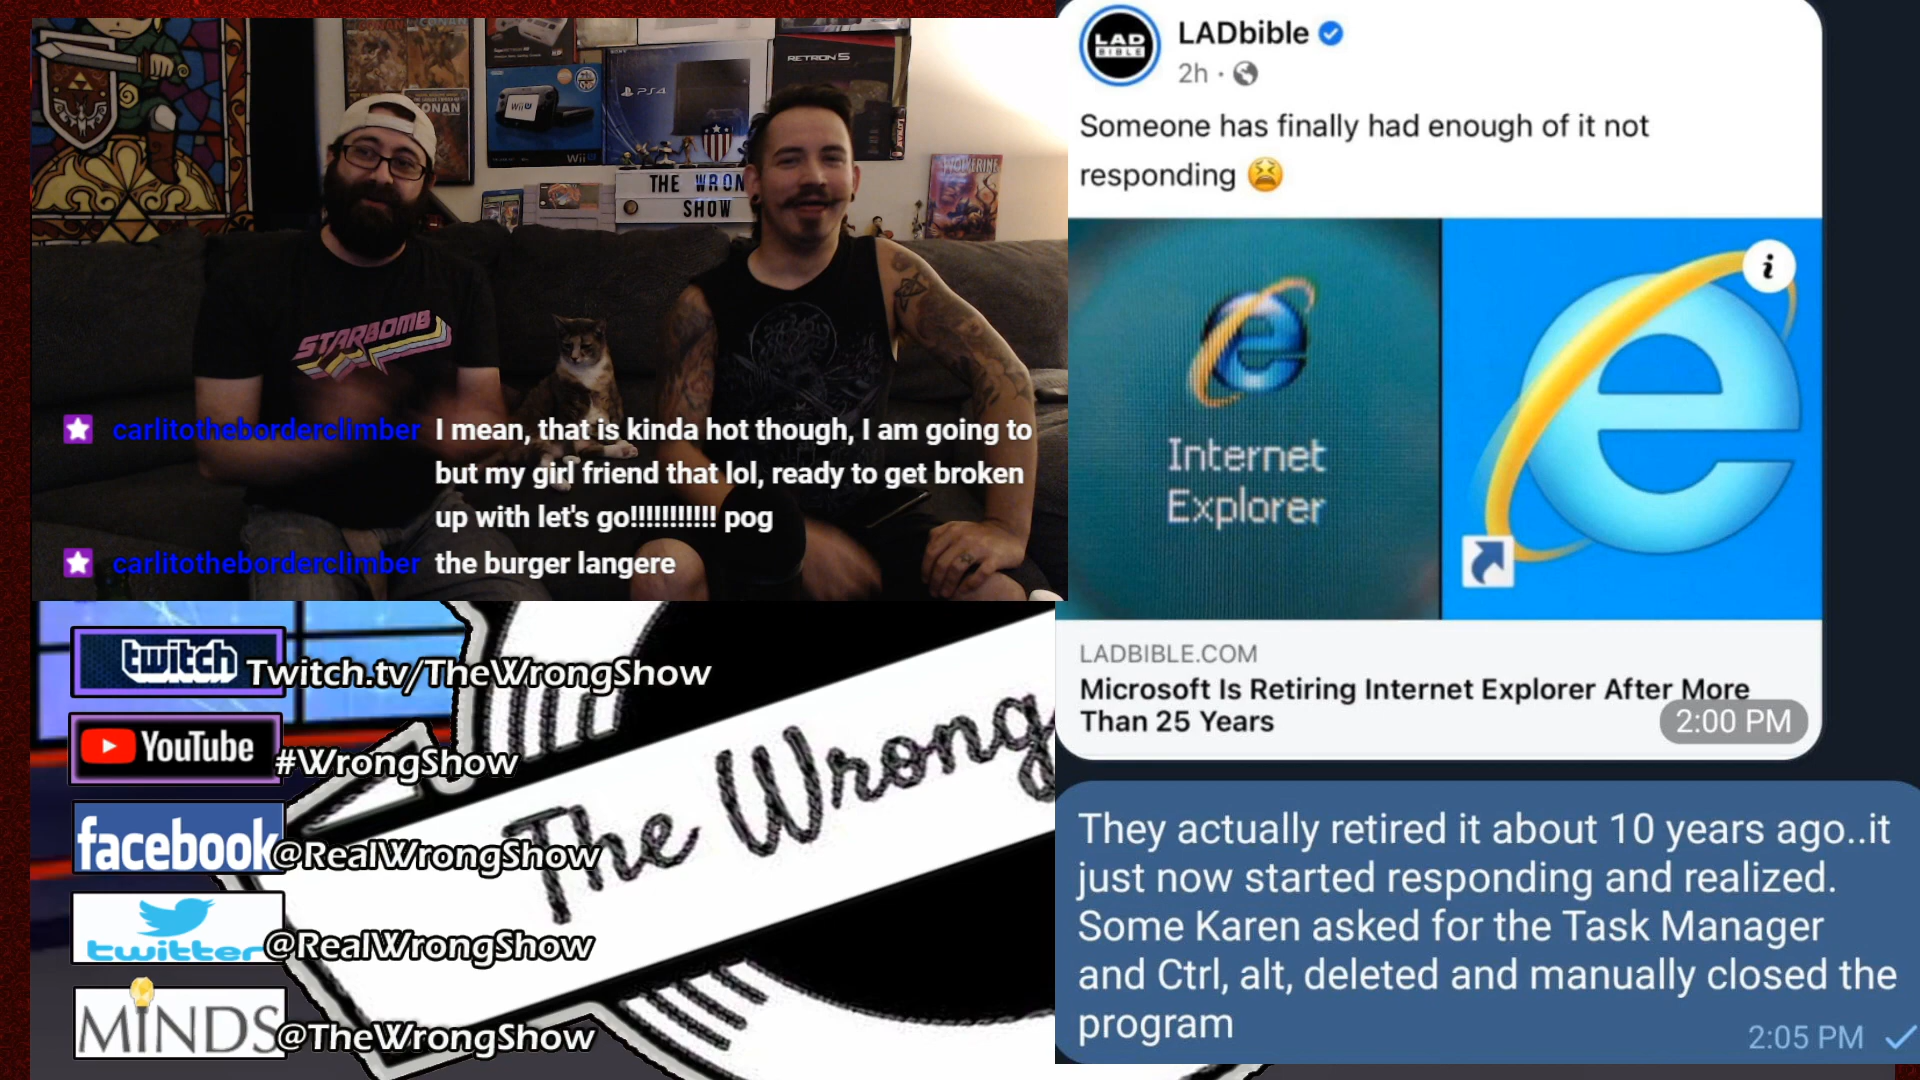 CONAN
Wii U
PS4
RETRON 5
Wii U
WOLVERINE
THE WRON
SHOW
STARBOMB
carlitotheborderclimber I mean, that is kinda hot though, I am going to
but my girl friend that lol, ready to get broken
up with let's go!!!!!!!!!!! pog
carlitotheborderclimber the burger langere
twitch Twitch.tv/TheWrongShow
YouTube #WrongShow
facebook @RealWrongShow
twitter @RealWrongShow
MINDS @TheWrongShow
The Wrong
LAD
BIBLE
LADbible
2h
Someone has finally had enough of it not
responding 😫
Internet
Explorer
LADBIBLE.COM
Microsoft Is Retiring Internet Explorer After More
Than 25 Years
2:00 PM
They actually retired it about 10 years ago..it
just now started responding and realized.
Some Karen asked for the Task Manager
and Ctrl, alt, deleted and manually closed the
program
2:05 PM